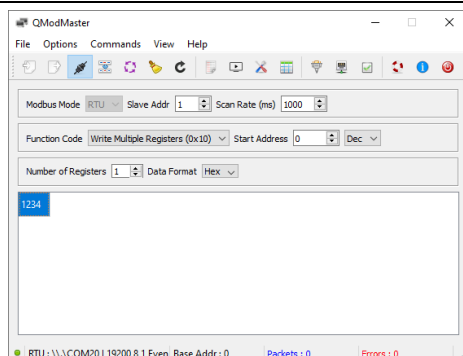 QModMaster
File Options Commands View Help
Modbus Mode RTU Slave Addr 1 Scan Rate (ms) 1000
Function Code Write Multiple Registers (0x10) Start Address 0 Dec
Number of Registers 1 Data Format Hex
1234
RTU : \\.\COM20 | 19200,8,1,Even Base Addr : 0 Packets : 0 Errors : 0